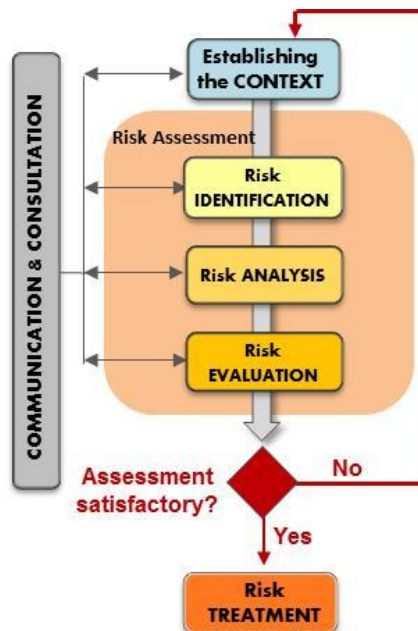 COMMUNICATION & CONSULTATION
Establishing
the CONTEXT
Risk Assessment
Risk
IDENTIFICATION
Risk ANALYSIS
Risk
EVALUATION
Assessment
satisfactory?
No
Yes
Risk
TREATMENT